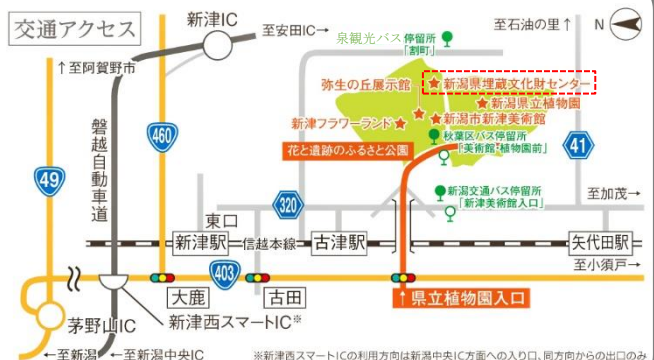 交通アクセス
新津IC
至安田IC→
泉観光バス停留所
「割町」
至石油の里↑
N
↑至阿賀野市
弥生の丘展示館
新潟県埋蔵文化財センター
新潟県立植物園
新潟市新津美術館
新津フラワーランド
花と遺跡のふるさと公園
秋葉区バス停留所
「美術館・植物園前」
磐越自動車道
49
460
41
320
新潟交通バス停留所
「新津美術館入口」
至加茂→
東口
新津駅
信越本線
古津駅
矢代田駅
403
至小須戸→
大鹿
古田
↑県立植物園入口
新津西スマートIC※
茅野山IC
←至新潟
←至新潟中央IC
※新津西スマートICの利用方向は新潟中央IC方面への入り口、同方向からの出口のみ